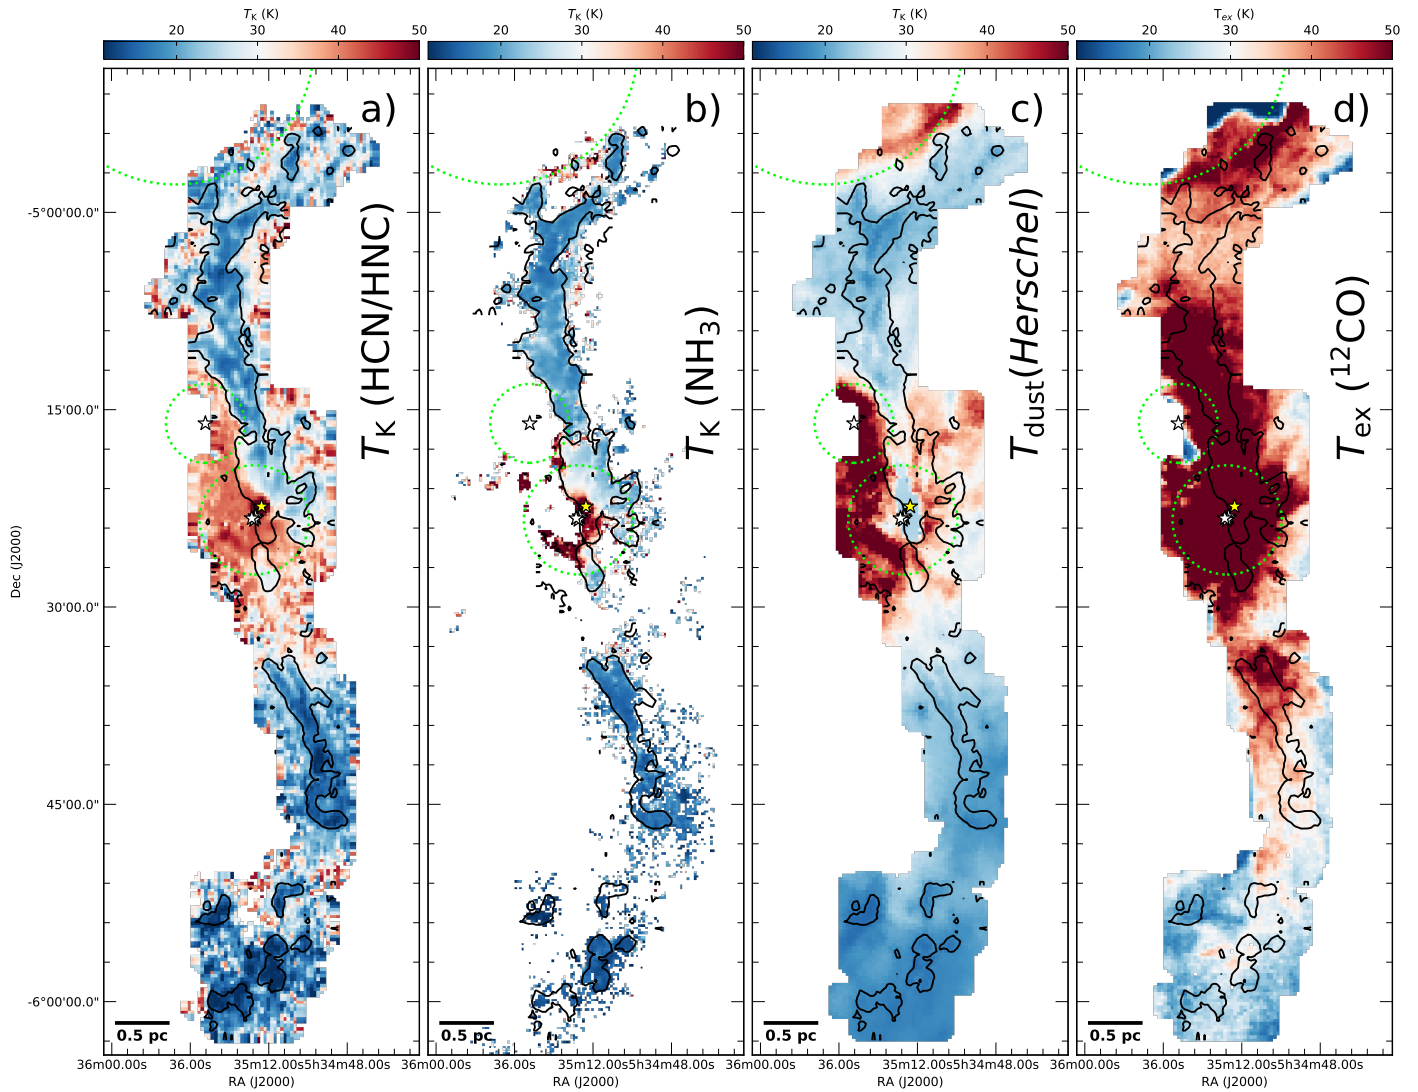 T_K (K)
T_K (K)
T_K (K)
T_ex (K)
20 30 40 50
20 30 40 50
20 30 40 50
20 30 40 50
a)
b)
c)
d)
T_K (HCN/HNC)
T_K (NH_3)
T_dust(Herschel)
T_ex (^12CO)
Dec (J2000)
-5°00'00.0"
15'00.0"
30'00.0"
45'00.0"
-6°00'00.0"
0.5 pc
0.5 pc
0.5 pc
0.5 pc
36m00.00s 36.00s 35m12.00s 5h34m48.00s
36m00.00s 36.00s 35m12.00s 5h34m48.00s
36m00.00s 36.00s 35m12.00s 5h34m48.00s
36m00.00s 36.00s 35m12.00s 5h34m48.00s
RA (J2000)
RA (J2000)
RA (J2000)
RA (J2000)